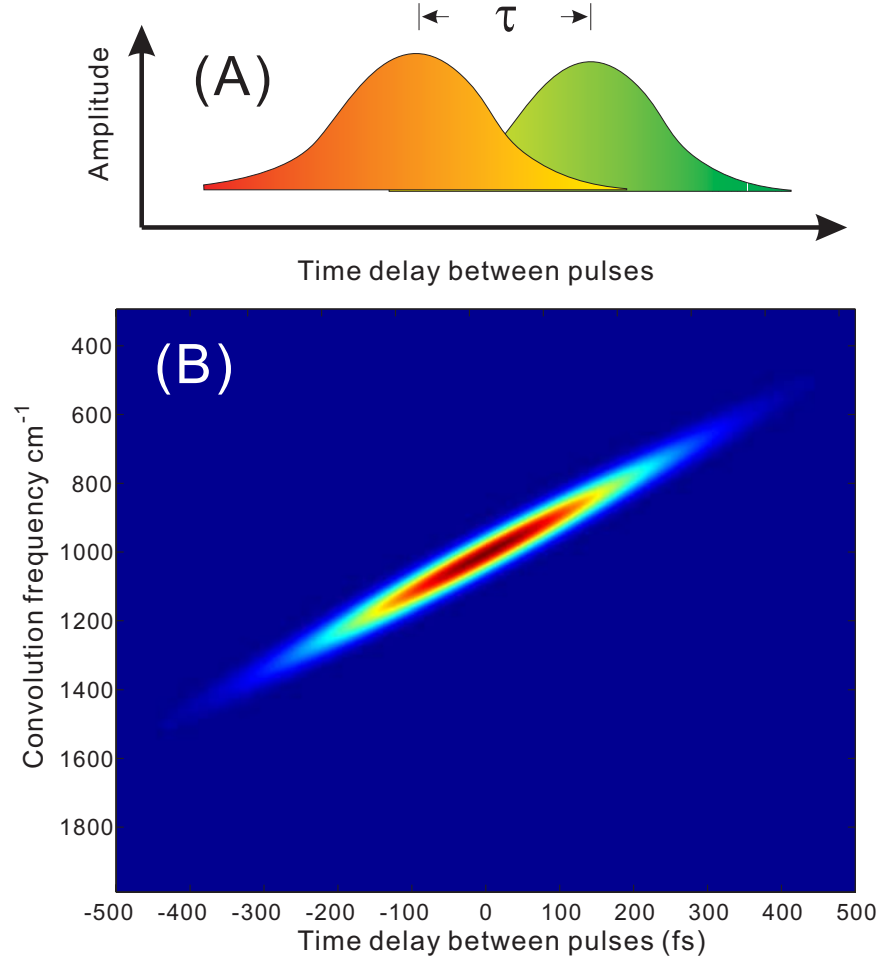 τ
(A)
Amplitude
Time delay between pulses
(B)
Convolution frequency cm-1
400
600
800
1000
1200
1400
1600
1800
-500 -400 -300 -200 -100 0 100 200 300 400 500
Time delay between pulses (fs)